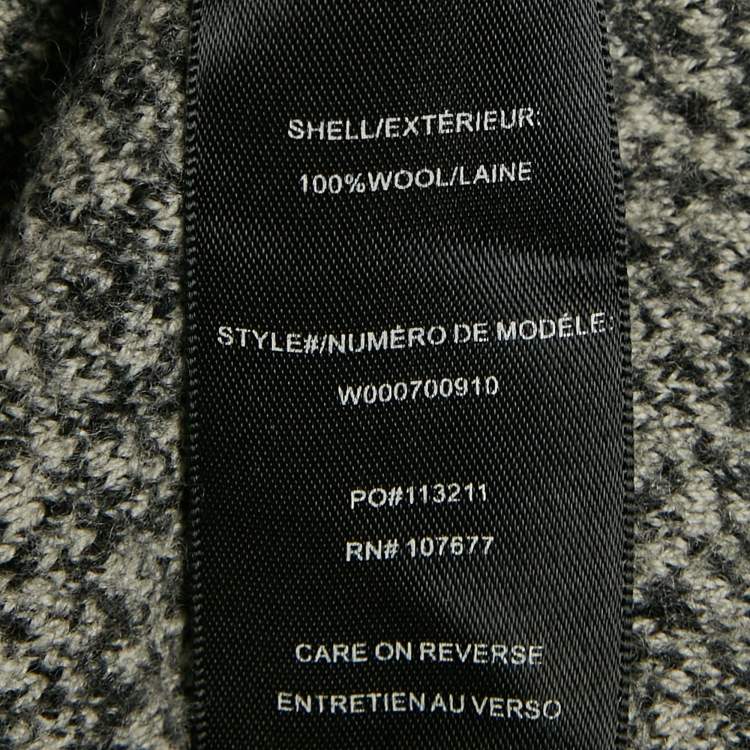 SHELL/EXTÉRIEUR:
100%WOOL/LAINE
STYLE#/NUMÉRO DE MODÉLE:
W000700910
PO#113211
RN# 107677
CARE ON REVERSE
ENTRETIEN AU VERSO